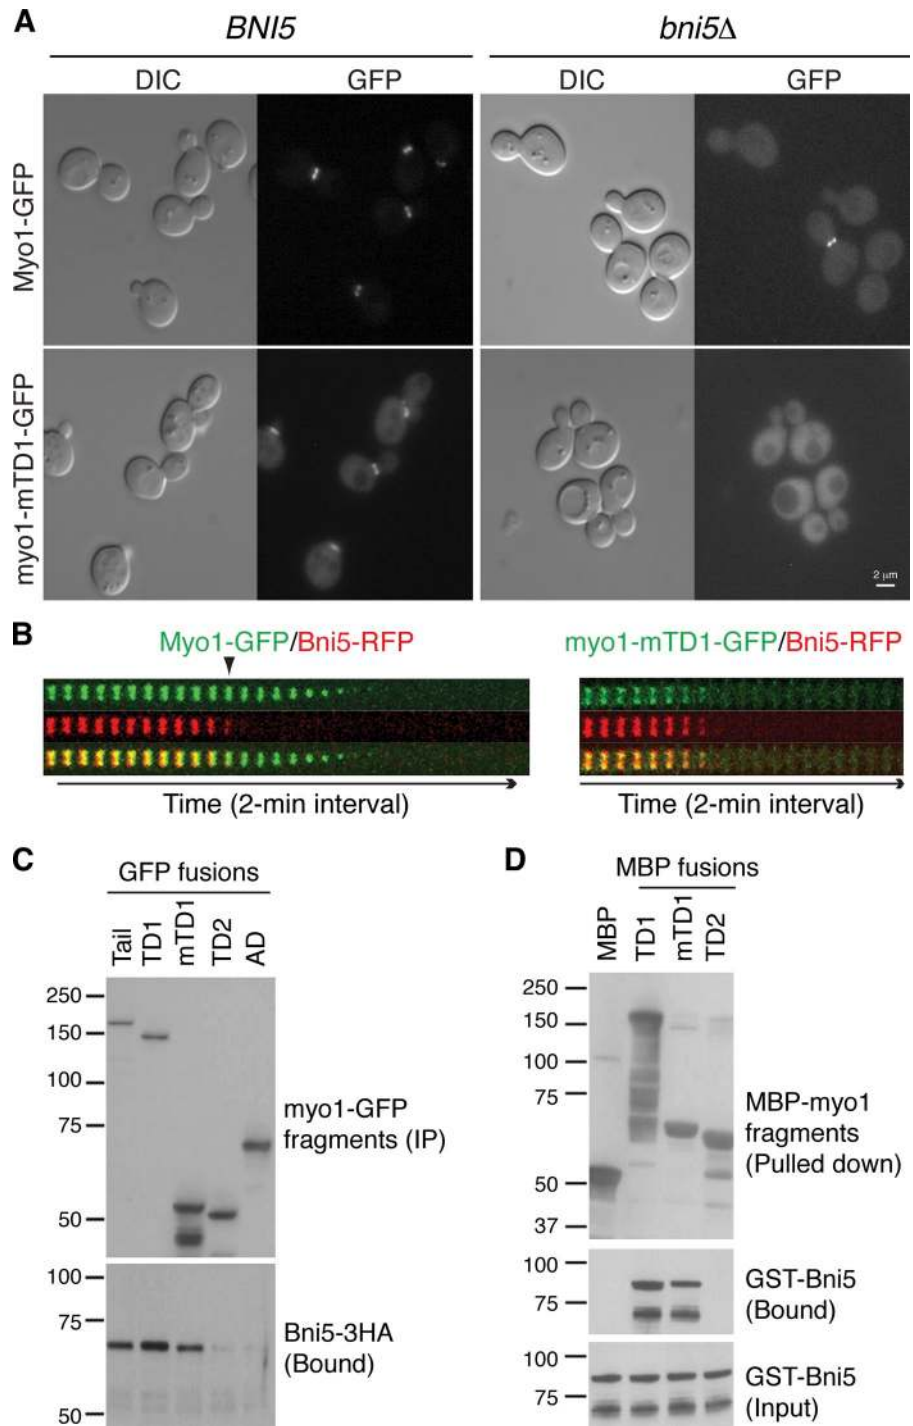 A
BNI5
bni5Δ
DIC
GFP
DIC
GFP
Myo1-GFP
myo1-mTD1-GFP
2 μm
B
Myo1-GFP/Bni5-RFP
myo1-mTD1-GFP/Bni5-RFP
Time (2-min interval)
Time (2-min interval)
C
GFP fusions
Tail
TD1
mTD1
TD2
AD
250
150
100
75
50
myo1-GFP
fragments (IP)
100
75
50
Bni5-3HA
(Bound)
D
MBP fusions
MBP
TD1
mTD1
TD2
250
150
100
75
50
37
MBP-myo1
fragments
(Pulled down)
100
75
GST-Bni5
(Bound)
100
75
GST-Bni5
(Input)